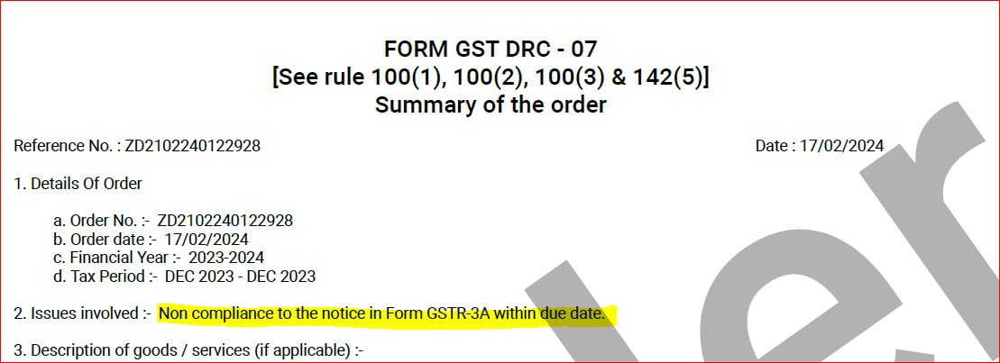 FORM GST DRC - 07
[See rule 100(1), 100(2), 100(3) & 142(5)]
Summary of the order
Reference No. : ZD2102240122928 Date : 17/02/2024
1. Details Of Order
a. Order No. :- ZD2102240122928
b. Order date :- 17/02/2024
c. Financial Year :- 2023-2024
d. Tax Period :- DEC 2023 - DEC 2023
2. Issues involved :- Non compliance to the notice in Form GSTR-3A within due date.
3. Description of goods / services (if applicable) :-